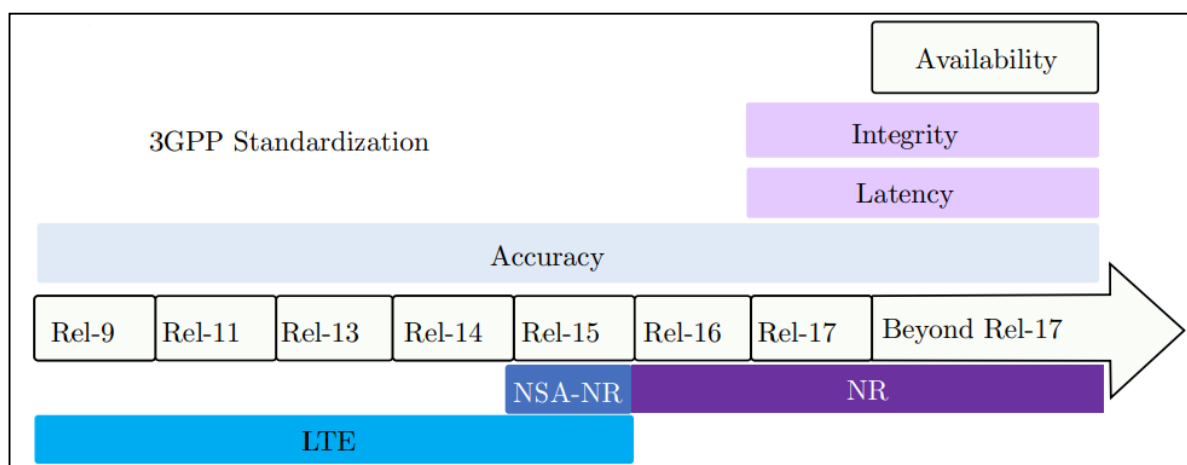 Availability
Integrity
3GPP Standardization
Latency
Accuracy
Rel-9 Rel-11 Rel-13 Rel-14 Rel-15 Rel-16 Rel-17 Beyond Rel-17
NSA-NR NR
LTE